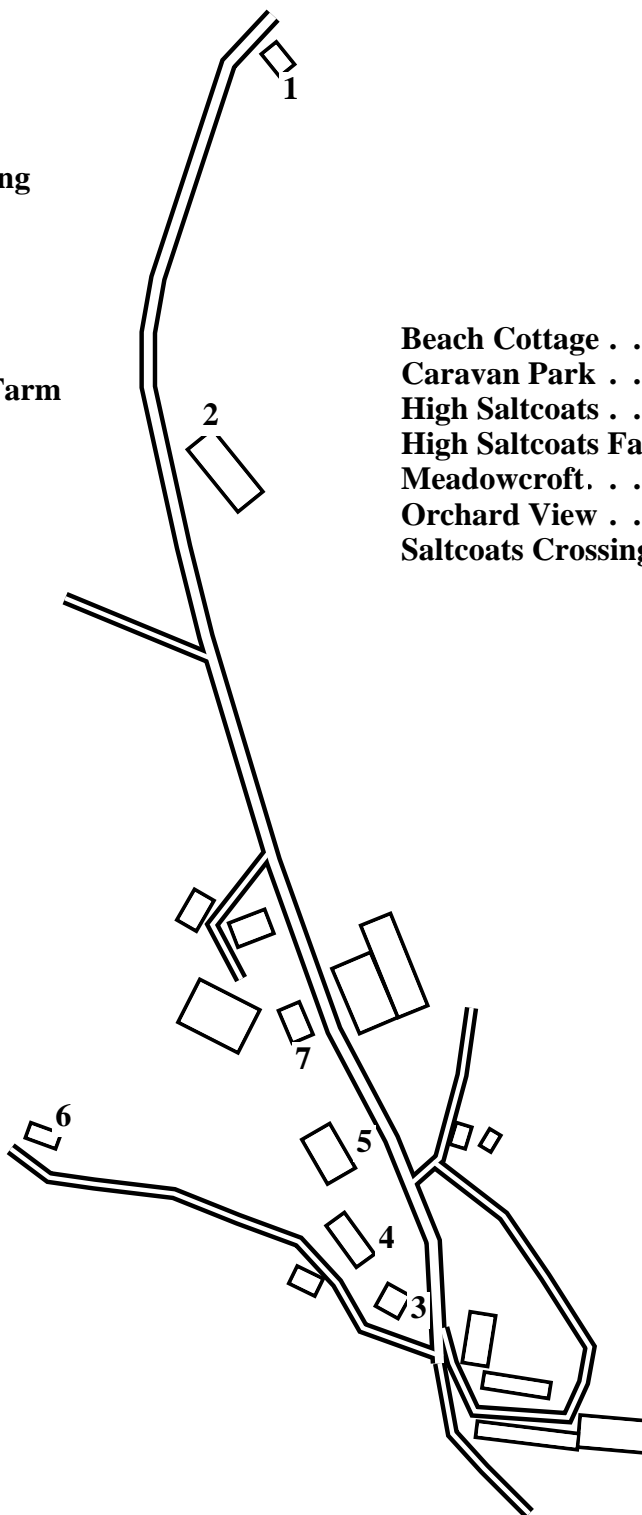 1
ng
Farm
2
Beach Cottage . .
Caravan Park . .
High Saltcoats . .
High Saltcoats Fa
Meadowcroft. . .
Orchard View . .
Saltcoats Crossing
7
6
5
4
3